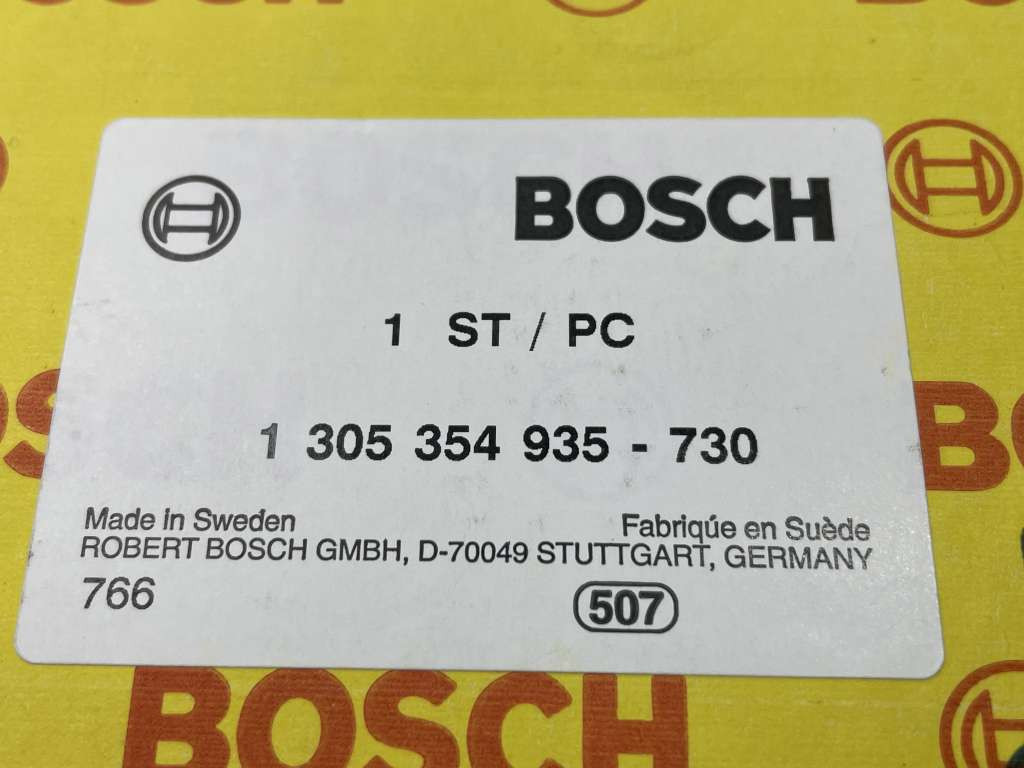 BOSCH
1 ST / PC
1 305 354 935 - 730
Made in Sweden Fabriqúe en Suède
ROBERT BOSCH GMBH, D-70049 STUTTGART, GERMANY
766 507
BOSCH